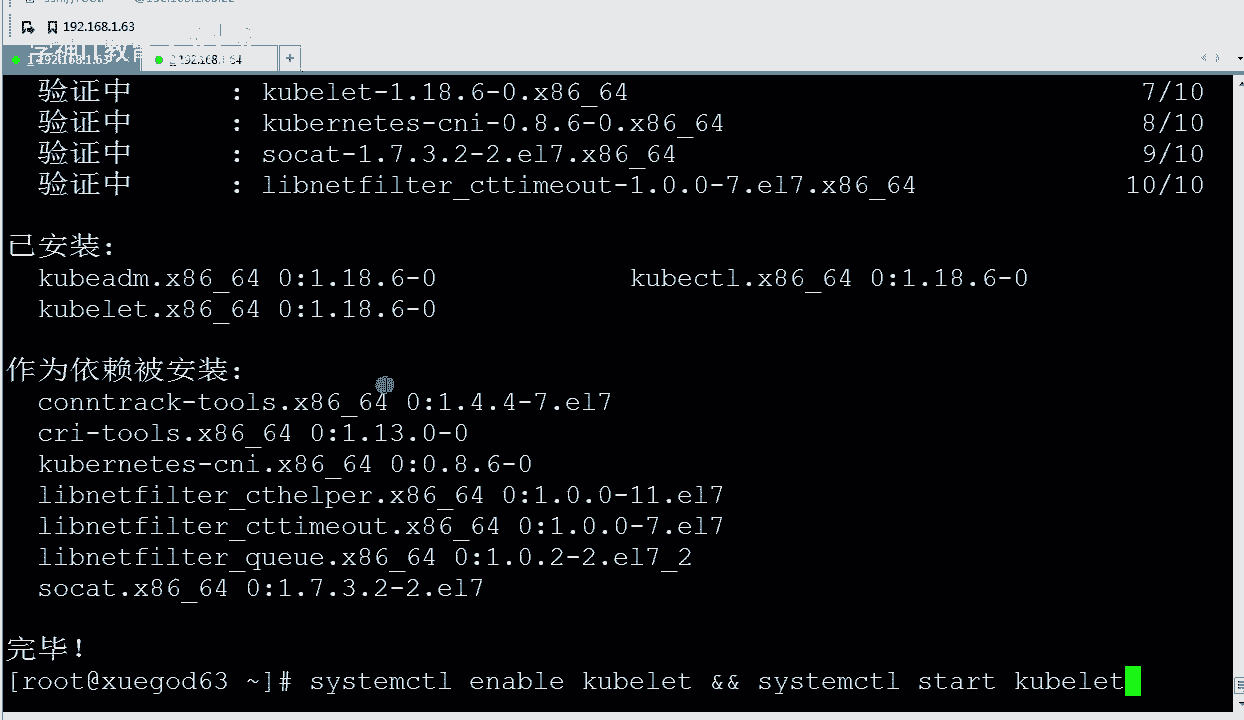 192.168.1.63
1 192.168.1.63
2 192.168.1.64
+
验证中 : kubelet-1.18.6-0.x86_64 7/10
验证中 : kubernetes-cni-0.8.6-0.x86_64 8/10
验证中 : socat-1.7.3.2-2.el7.x86_64 9/10
验证中 : libnetfilter_cttimeout-1.0.0-7.el7.x86_64 10/10
已安装:
kubeadm.x86_64 0:1.18.6-0 kubectl.x86_64 0:1.18.6-0
kubelet.x86_64 0:1.18.6-0
作为依赖被安装:
conntrack-tools.x86_64 0:1.4.4-7.el7
cri-tools.x86_64 0:1.13.0-0
kubernetes-cni.x86_64 0:0.8.6-0
libnetfilter_cthelper.x86_64 0:1.0.0-11.el7
libnetfilter_cttimeout.x86_64 0:1.0.0-7.el7
libnetfilter_queue.x86_64 0:1.0.2-2.el7_2
socat.x86_64 0:1.7.3.2-2.el7
完毕!
[root@xuegod63 ~]# systemctl enable kubelet && systemctl start kubelet